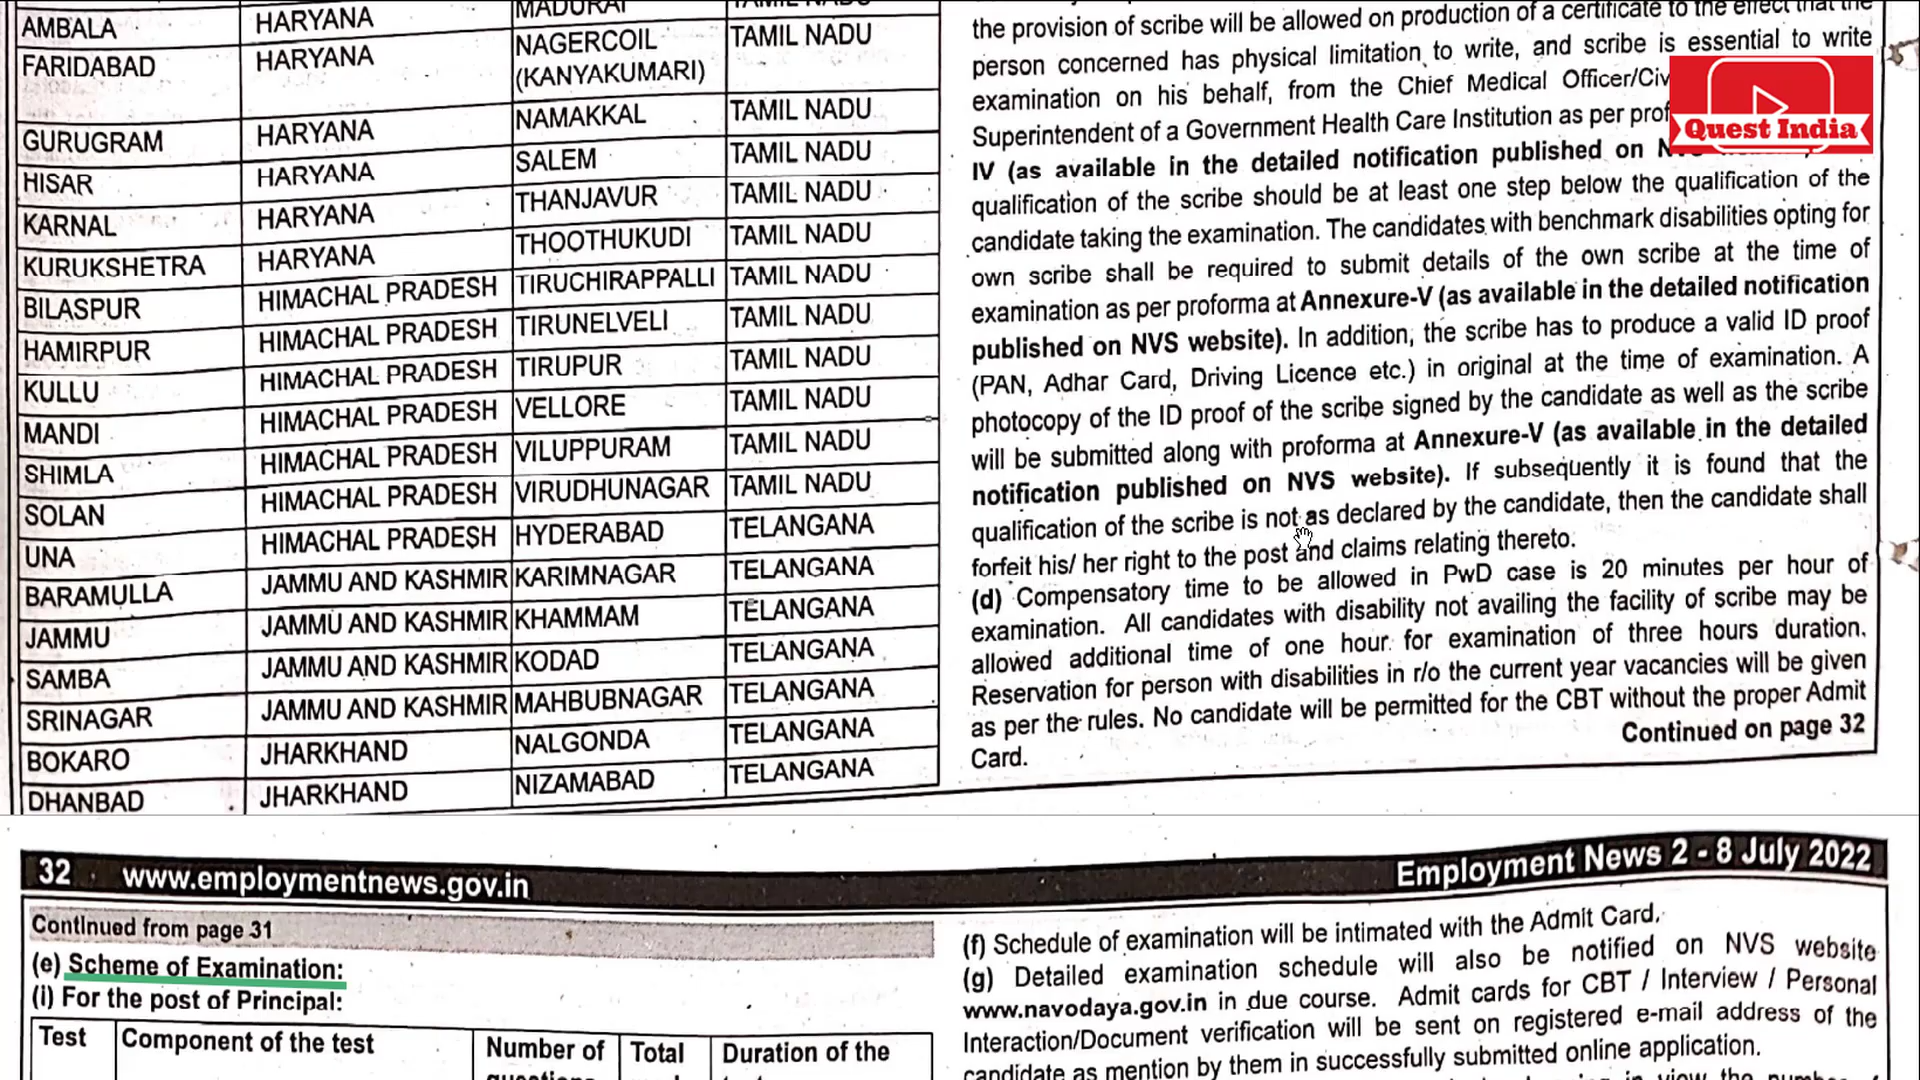 AMBALA HARYANA MADURAI TAMIL NADU
FARIDABAD HARYANA NAGERCOIL (KANYAKUMARI) TAMIL NADU
GURUGRAM HARYANA NAMAKKAL TAMIL NADU
HISAR HARYANA SALEM TAMIL NADU
KARNAL HARYANA THANJAVUR TAMIL NADU
KURUKSHETRA HARYANA THOOTHUKUDI TAMIL NADU
BILASPUR HIMACHAL PRADESH TIRUCHIRAPPALLI TAMIL NADU
HAMIRPUR HIMACHAL PRADESH TIRUNELVELI TAMIL NADU
KULLU HIMACHAL PRADESH TIRUPUR TAMIL NADU
MANDI HIMACHAL PRADESH VELLORE TAMIL NADU
SHIMLA HIMACHAL PRADESH VILUPPURAM TAMIL NADU
SOLAN HIMACHAL PRADESH VIRUDHUNAGAR TAMIL NADU
UNA HIMACHAL PRADESH HYDERABAD TELANGANA
BARAMULLA JAMMU AND KASHMIR KARIMNAGAR TELANGANA
JAMMU JAMMU AND KASHMIR KHAMMAM TELANGANA
SAMBA JAMMU AND KASHMIR KODAD TELANGANA
SRINAGAR JAMMU AND KASHMIR MAHBUBNAGAR TELANGANA
BOKARO JHARKHAND NALGONDA TELANGANA
DHANBAD JHARKHAND NIZAMABAD TELANGANA
the provision of scribe will be allowed on production of a certificate to the effect that the
person concerned has physical limitation to write, and scribe is essential to write
examination on his behalf, from the Chief Medical Officer/Civ
Superintendent of a Government Health Care Institution as per prof
IV (as available in the detailed notification published on
qualification of the scribe should be at least one step below the qualification of the
candidate taking the examination. The candidates with benchmark disabilities opting for
own scribe shall be required to submit details of the own scribe at the time of
examination as per proforma at Annexure-V (as available in the detailed notification
published on NVS website). In addition, the scribe has to produce a valid ID proof
(PAN, Adhar Card, Driving Licence etc.) in original at the time of examination. A
photocopy of the ID proof of the scribe signed by the candidate as well as the scribe
will be submitted along with proforma at Annexure-V (as available in the detailed
notification published on NVS website). If subsequently it is found that the
qualification of the scribe is not as declared by the candidate, then the candidate shall
forfeit his/ her right to the post and claims relating thereto.
(d) Compensatory time to be allowed in PwD case is 20 minutes per hour of
examination. All candidates with disability not availing the facility of scribe may be
allowed additional time of one hour for examination of three hours duration.
Reservation for person with disabilities in r/o the current year vacancies will be given
as per the rules. No candidate will be permitted for the CBT without the proper Admit
Card.
Continued on page 32
Quest India
32 www.employmentnews.gov.in
Employment News 2 - 8 July 2022
Continued from page 31
(e) Scheme of Examination:
(i) For the post of Principal:
Test Component of the test Number of Total Duration of the
(f) Schedule of examination will be intimated with the Admit Card.
(g) Detailed examination schedule will also be notified on NVS website
www.navodaya.gov.in in due course. Admit cards for CBT / Interview / Personal
Interaction/Document verification will be sent on registered e-mail address of the
candidate as mention by them in successfully submitted online application.